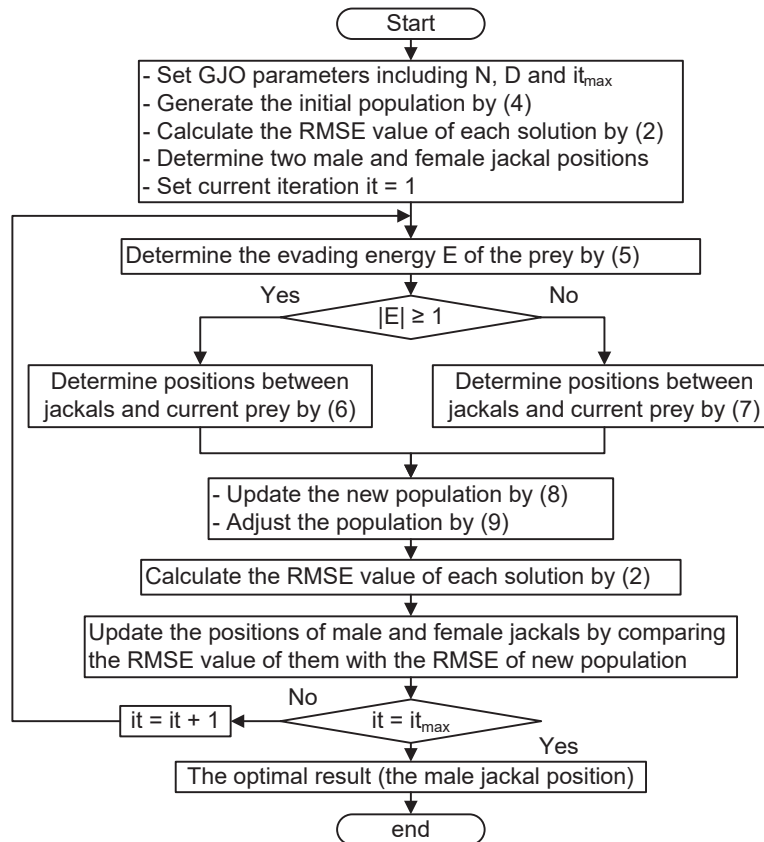 Start
- Set GJO parameters including N, D and it_max
- Generate the initial population by (4)
- Calculate the RMSE value of each solution by (2)
- Determine two male and female jackal positions
- Set current iteration it = 1
Determine the evading energy E of the prey by (5)
Yes
No
|E| ≥ 1
Determine positions between
jackals and current prey by (6)
Determine positions between
jackals and current prey by (7)
- Update the new population by (8)
- Adjust the population by (9)
Calculate the RMSE value of each solution by (2)
Update the positions of male and female jackals by comparing
the RMSE value of them with the RMSE of new population
No
it = it + 1
it = it_max
Yes
The optimal result (the male jackal position)
end